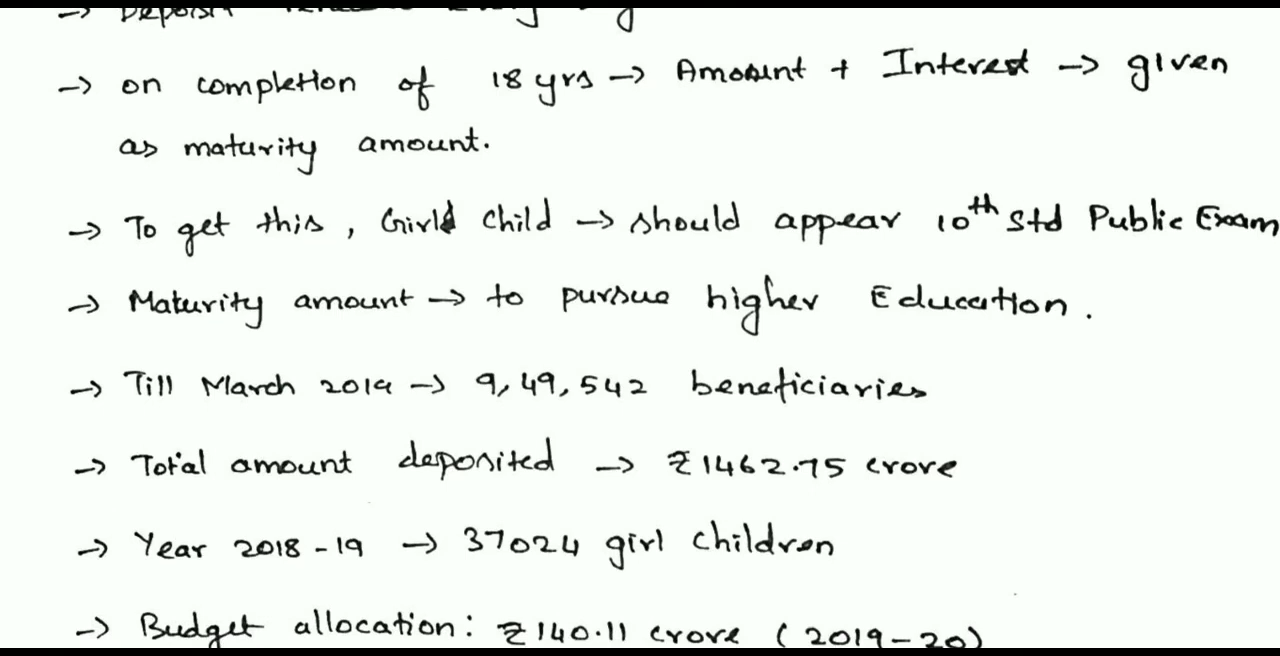 → Deposit
→ on completion of 18 yrs → Amount + Interest → given
as maturity amount.
→ To get this, Girl Child → should appear 10th Std Public Exam
→ Maturity amount → to pursue higher Education.
→ Till March 2019 → 9,49,542 beneficiaries
→ Total amount deposited → ₹1462.75 crore
→ Year 2018-19 → 37024 girl children
→ Budget allocation: ₹140.11 crore (2019-20)